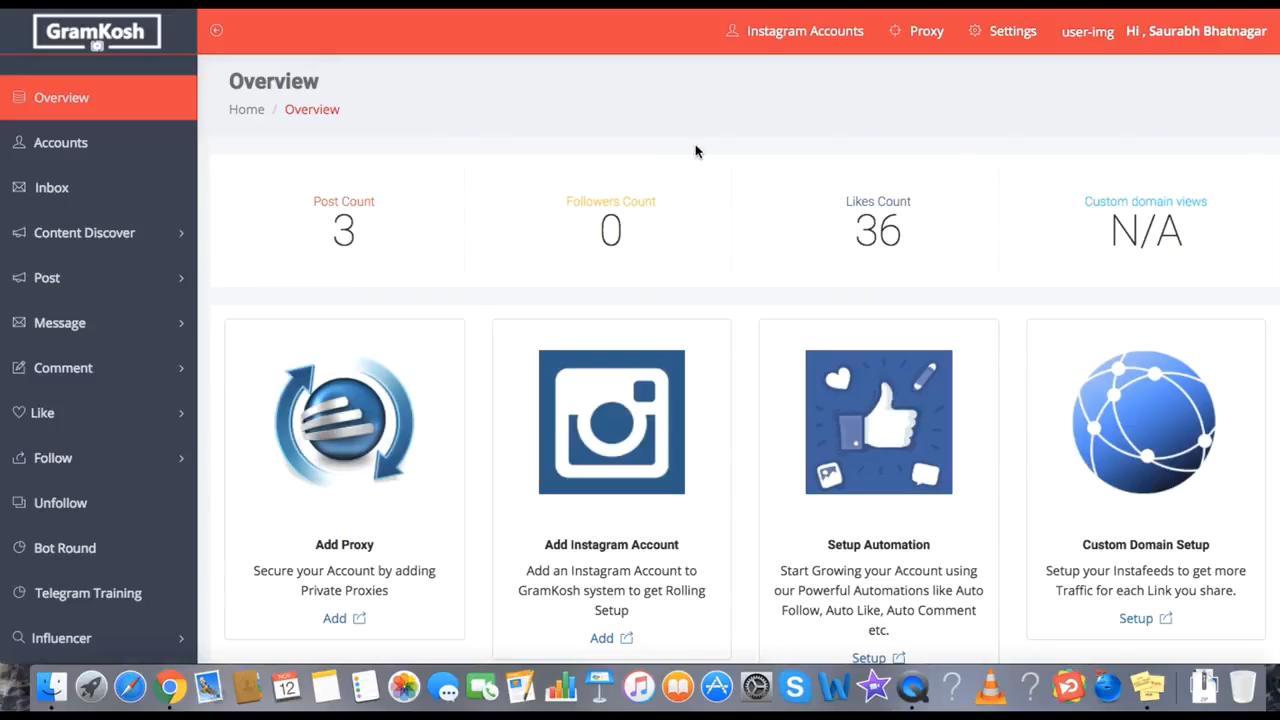 GramKosh
Instagram Accounts
Proxy
Settings
user-img
Hi , Saurabh Bhatnagar
Overview
Accounts
Inbox
Content Discover
Post
Message
Comment
Like
Follow
Unfollow
Bot Round
Telegram Training
Influencer
Overview
Home / Overview
Post Count
3
Followers Count
0
Likes Count
36
Custom domain views
N/A
Add Proxy
Secure your Account by adding
Private Proxies
Add
Add Instagram Account
Add an Instagram Account to
GramKosh system to get Rolling
Setup
Add
Setup Automation
Start Growing your Account using
our Powerful Automations like Auto
Follow, Auto Like, Auto Comment
etc.
Setup
Custom Domain Setup
Setup your Instafeeds to get more
Traffic for each Link you share.
Setup
12